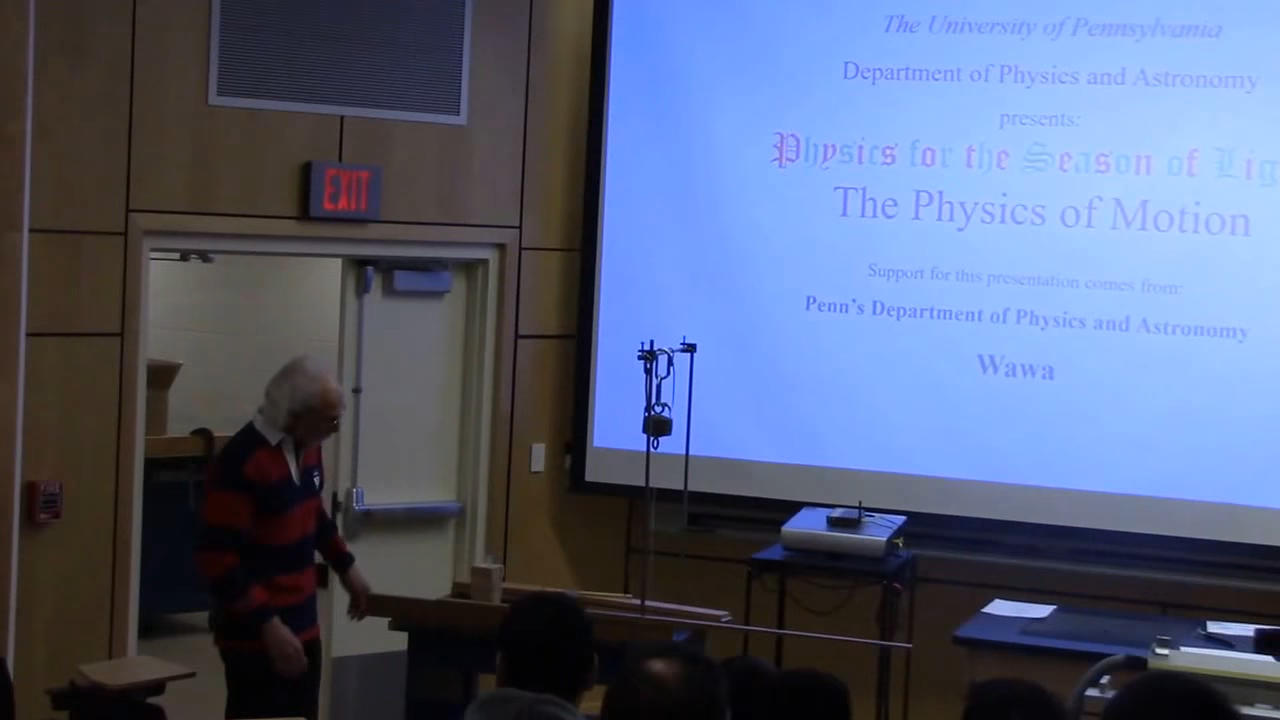 The University of Pennsylvania
Department of Physics and Astronomy
presents:
Physics for the Season of Lig
The Physics of Motion
Support for this presentation comes from:
Penn's Department of Physics and Astronomy
Wawa
EXIT